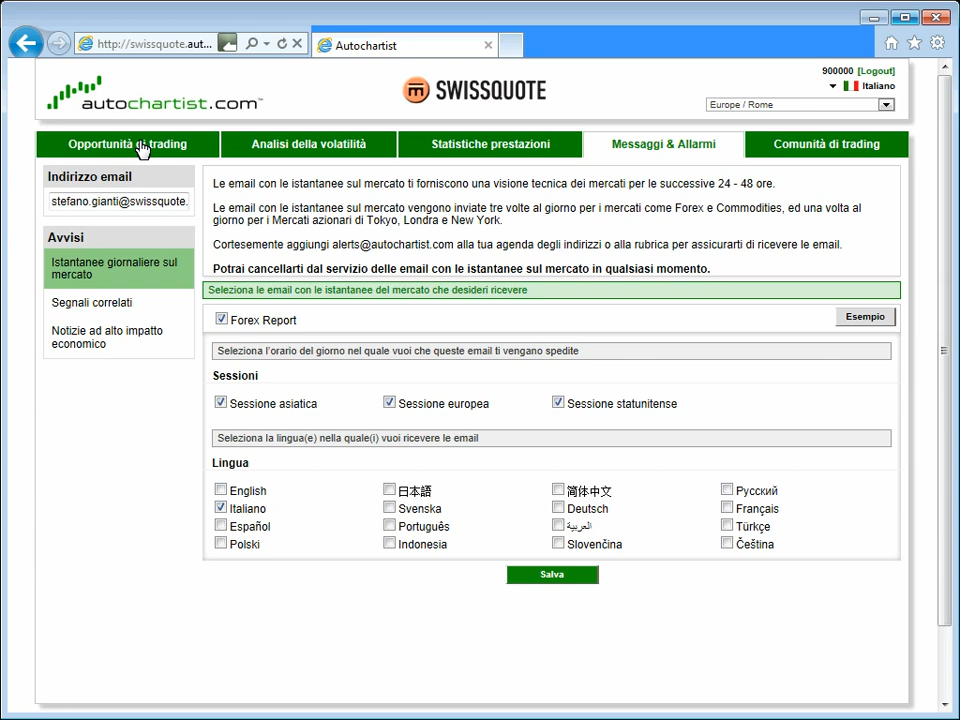 http://swissquote.aut...
Autochartist
autochartist.com™
SWISSQUOTE
900000 [Logout]
Italiano
Europe / Rome
Opportunità di trading
Analisi della volatilità
Statistiche prestazioni
Messaggi & Allarmi
Comunità di trading
Indirizzo email
stefano.gianti@swissquote.
Avvisi
Istantanee giornaliere sul
mercato
Segnali correlati
Notizie ad alto impatto
economico
Le email con le istantanee sul mercato ti forniscono una visione tecnica dei mercati per le successive 24 - 48 ore.
Le email con le istantanee sul mercato vengono inviate tre volte al giorno per i mercati come Forex e Commodities, ed una volta al
giorno per i Mercati azionari di Tokyo, Londra e New York.
Cortesemente aggiungi alerts@autochartist.com alla tua agenda degli indirizzi o alla rubrica per assicurarti di ricevere le email.
Potrai cancellarti dal servizio delle email con le istantanee sul mercato in qualsiasi momento.
Seleziona le email con le istantanee del mercato che desideri ricevere
Forex Report
Esempio
Seleziona l'orario del giorno nel quale vuoi che queste email ti vengano spedite
Sessioni
Sessione asiatica
Sessione europea
Sessione statunitense
Seleziona la lingua(e) nella quale(i) vuoi ricevere le email
Lingua
English
日本語
简体中文
Русский
Italiano
Svenska
Deutsch
Français
Español
Português
العربية
Türkçe
Polski
Indonesia
Slovenčina
Čeština
Salva